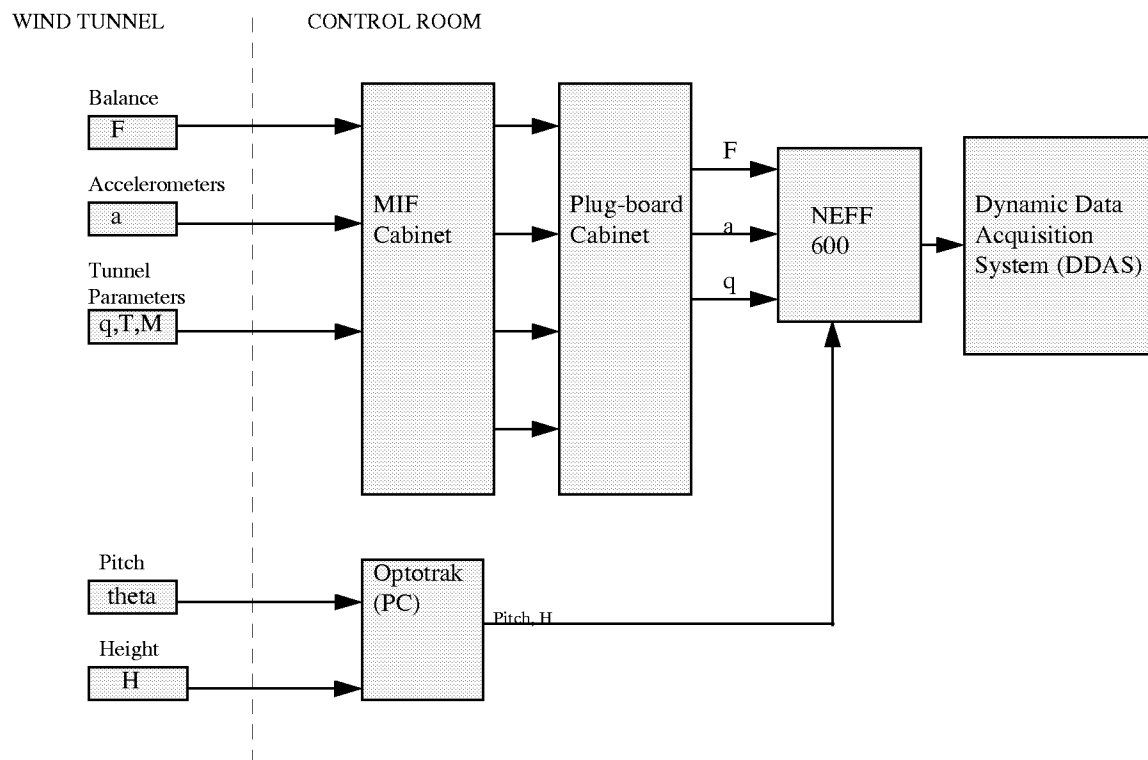 WIND TUNNEL
CONTROL ROOM
Balance
F
Accelerometers
a
Tunnel
Parameters
q,T,M
MIF
Cabinet
Plug-board
Cabinet
F
a
q
NEFF
600
Dynamic Data
Acquisition
System (DDAS)
Pitch
theta
Height
H
Optotrak
(PC)
Pitch, H